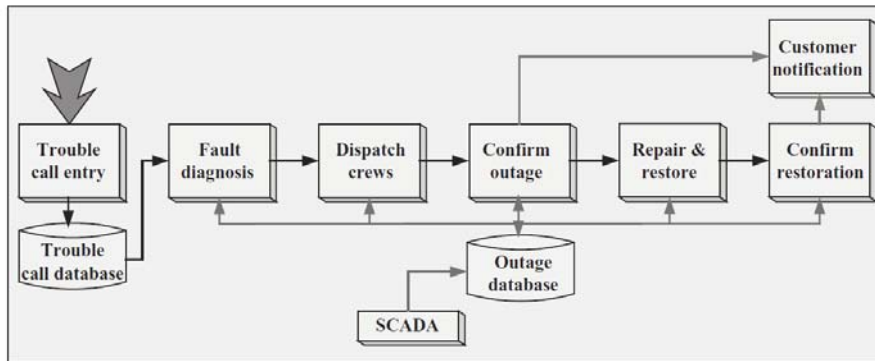 Customer
notification
Trouble
call entry
Fault
diagnosis
Dispatch
crews
Confirm
outage
Repair &
restore
Confirm
restoration
Trouble
call database
Outage
database
SCADA